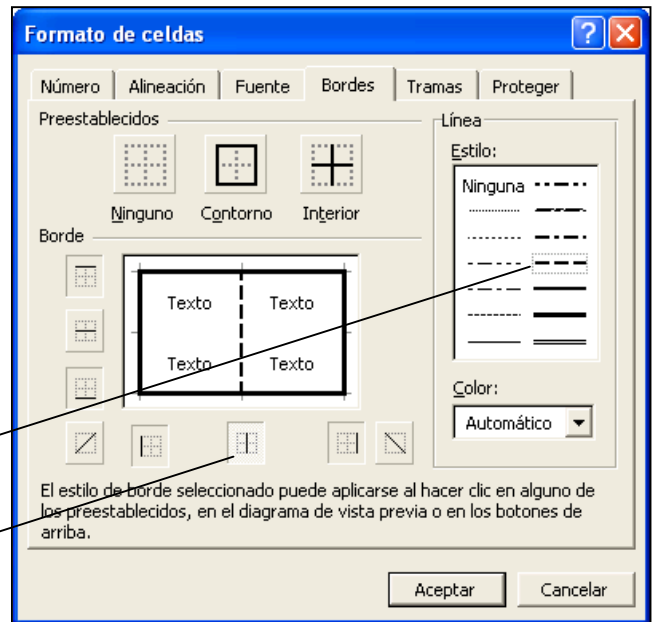 Formato de celdas
Número Alineación Fuente Bordes Tramas Proteger
Preestablecidos
Ninguno Contorno Interior
Borde
Texto Texto
Texto Texto
Línea
Estilo:
Ninguna
Color:
Automático
El estilo de borde seleccionado puede aplicarse al hacer clic en alguno de
los preestablecidos, en el diagrama de vista previa o en los botones de
arriba.
Aceptar Cancelar